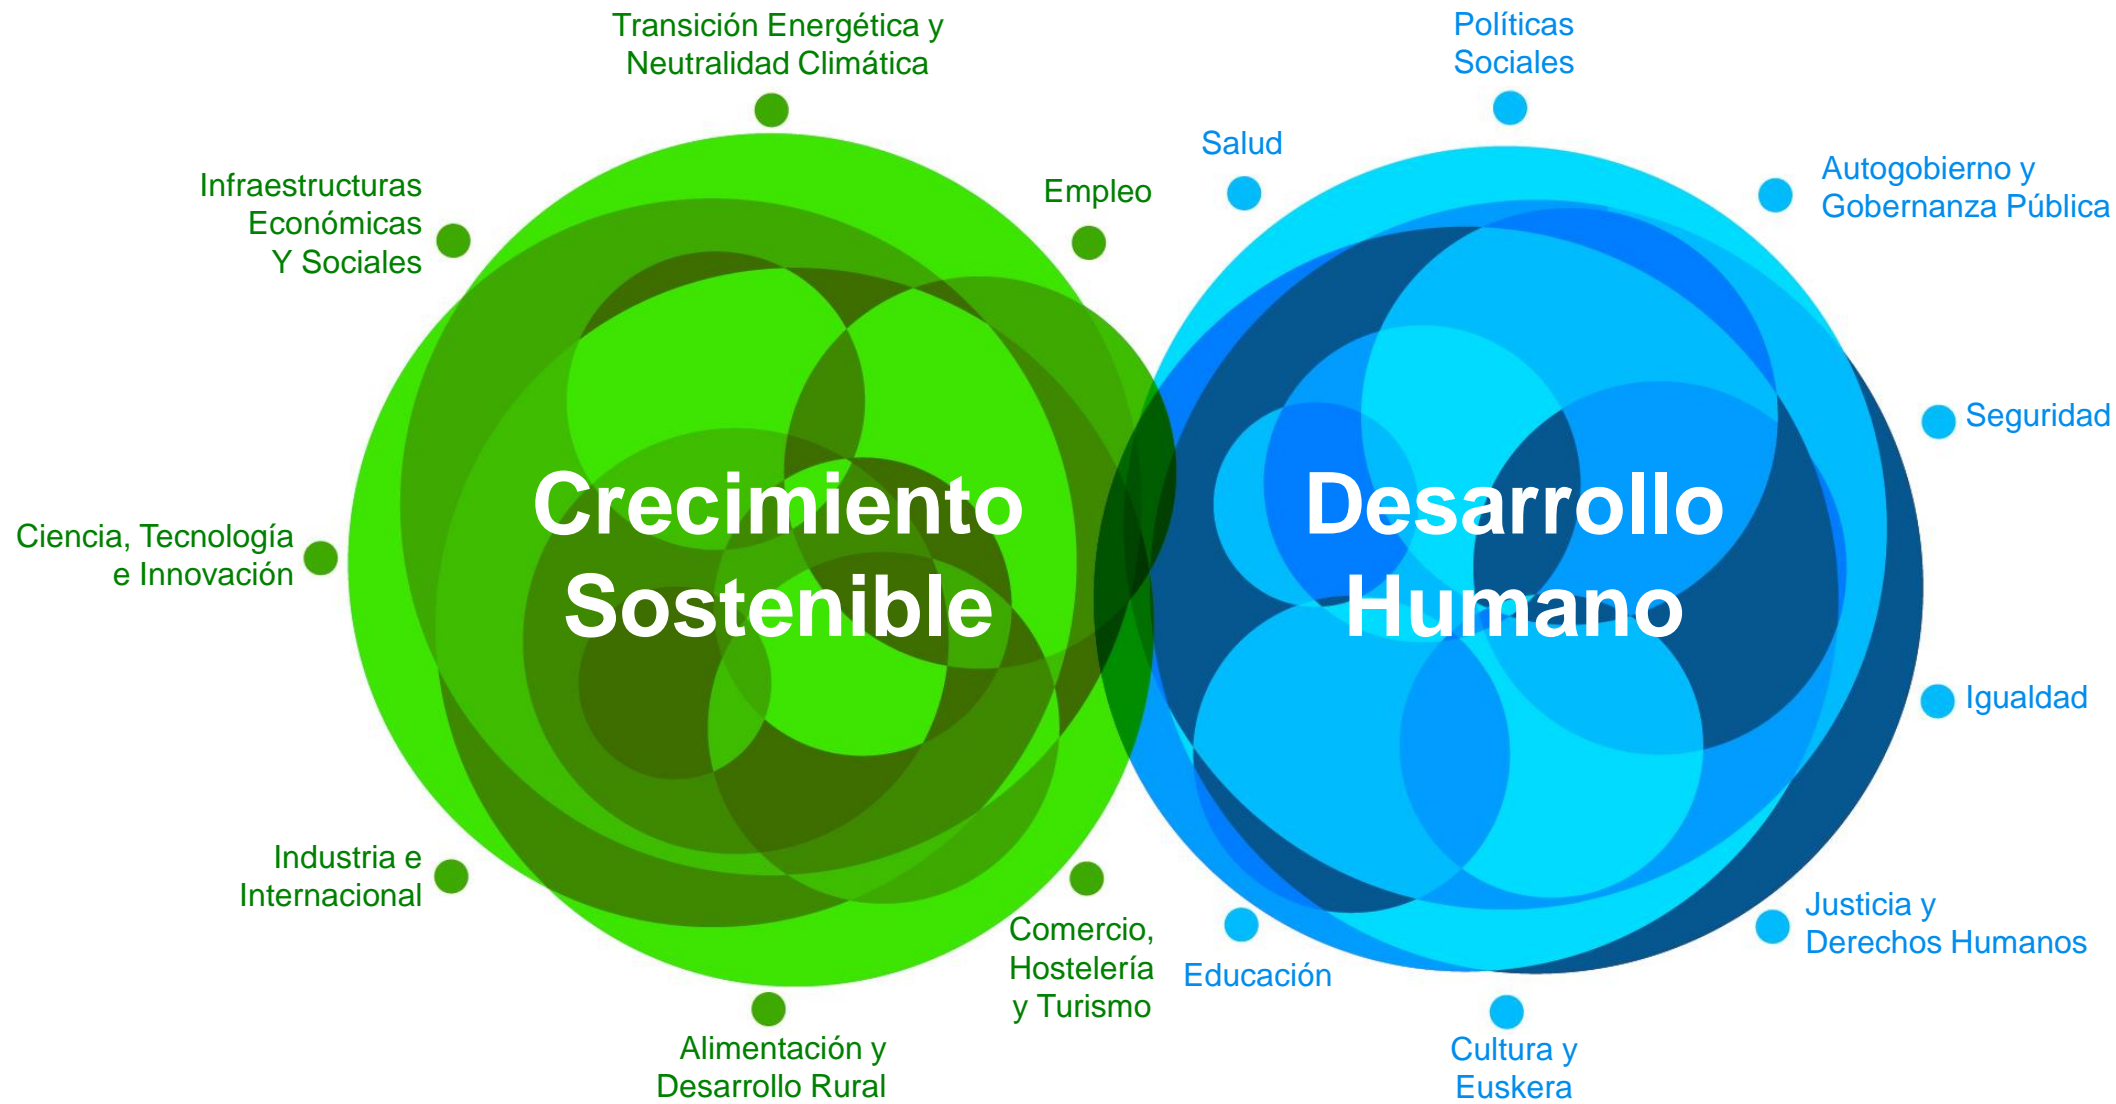 Transición Energética y
Neutralidad Climática
Infraestructuras
Económicas
Y Sociales
Empleo
Ciencia, Tecnología
e Innovación
Crecimiento
Sostenible
Industria e
Internacional
Comercio,
Hostelería
y Turismo
Alimentación y
Desarrollo Rural
Políticas
Sociales
Salud
Autogobierno y
Gobernanza Pública
Seguridad
Desarrollo
Humano
Igualdad
Justicia y
Derechos Humanos
Educación
Cultura y
Euskera